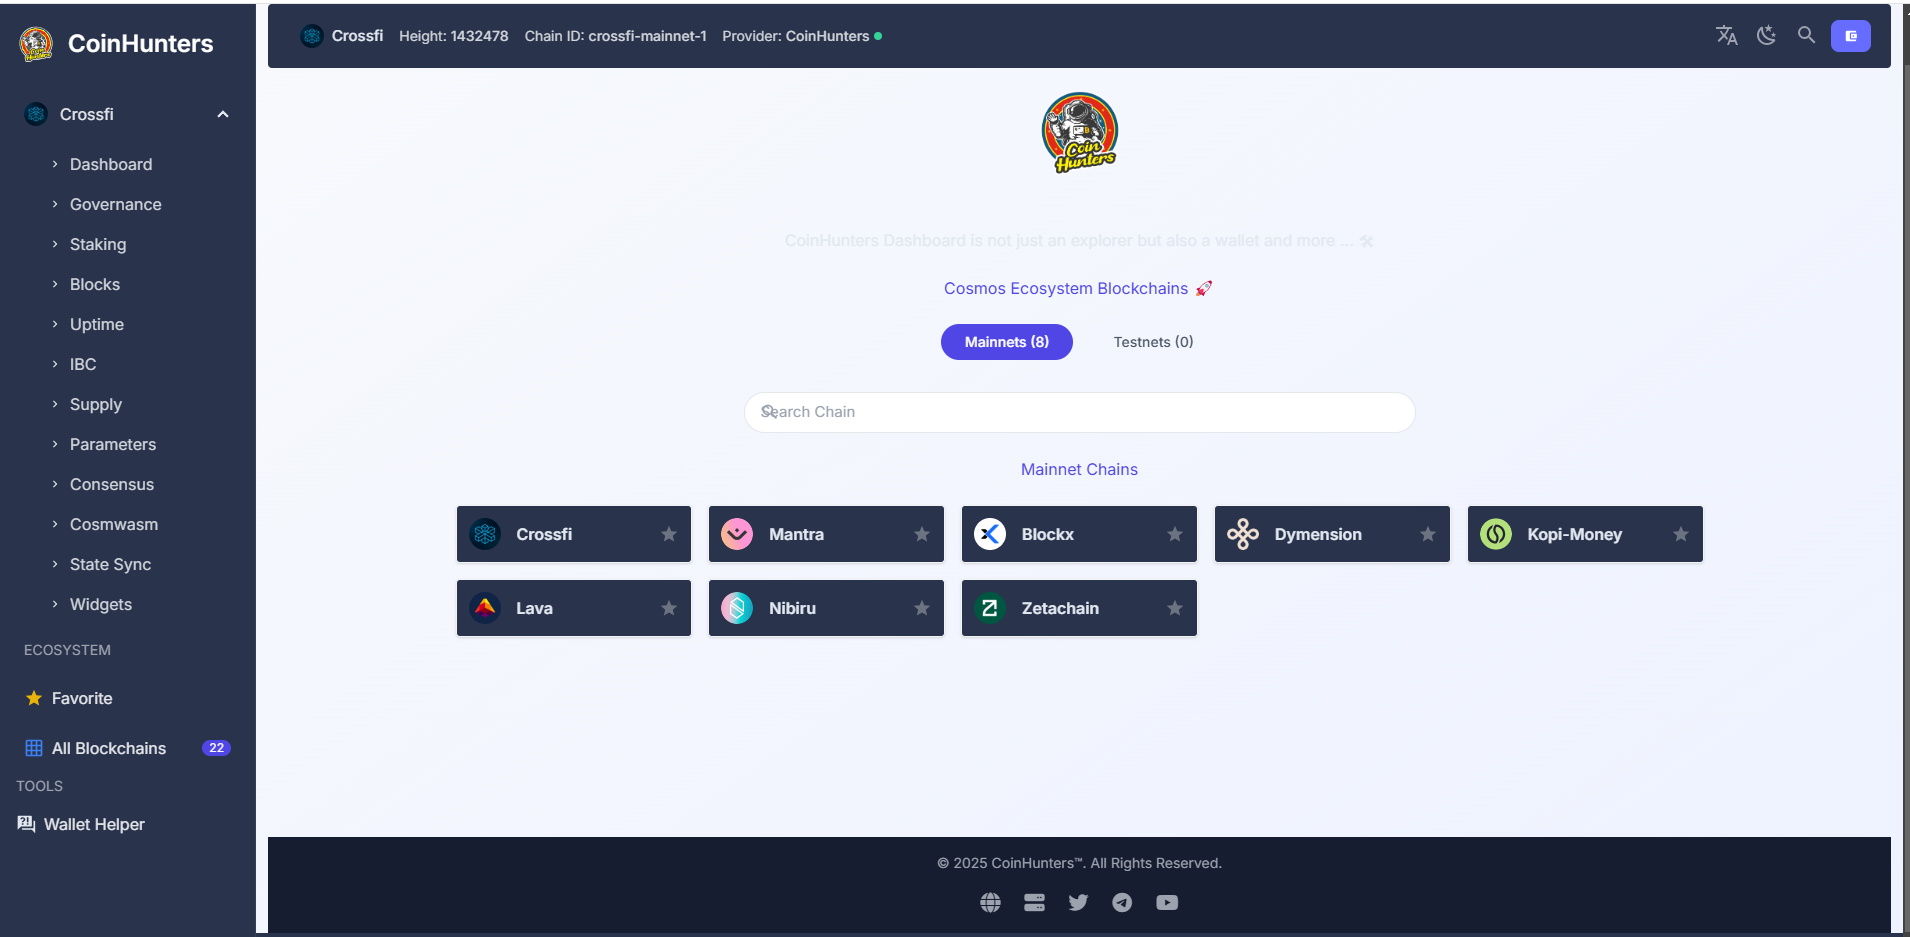 CoinHunters
Crossfi
Dashboard
Governance
Staking
Blocks
Uptime
IBC
Supply
Parameters
Consensus
Cosmwasm
State Sync
Widgets
ECOSYSTEM
Favorite
All Blockchains 22
TOOLS
Wallet Helper
Crossfi Height: 1432478 Chain ID: crossfi-mainnet-1 Provider: CoinHunters
Coin
Hunters
CoinHunters Dashboard is not just an explorer but also a wallet and more ... 🛠
Cosmos Ecosystem Blockchains 🚀
Mainnets (8) Testnets (0)
Search Chain
Mainnet Chains
Crossfi Mantra Blockx Dymension Kopi-Money
Lava Nibiru Zetachain
© 2025 CoinHunters™. All Rights Reserved.